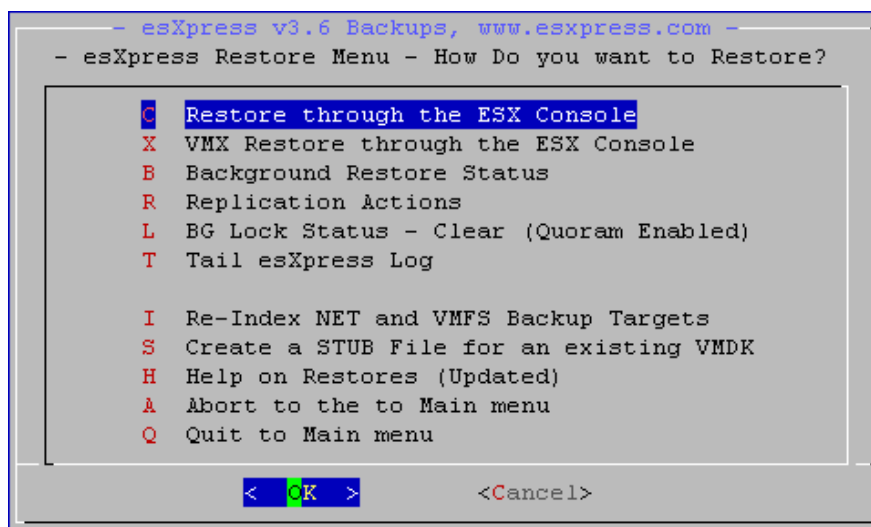 - esXpress v3.6 Backups, www.esxpress.com -
- esXpress Restore Menu - How Do you want to Restore?
C Restore through the ESX Console
X VMX Restore through the ESX Console
B Background Restore Status
R Replication Actions
L BG Lock Status - Clear (Quoram Enabled)
T Tail esXpress Log
I Re-Index NET and VMFS Backup Targets
S Create a STUB File for an existing VMDK
H Help on Restores (Updated)
A Abort to the to Main menu
Q Quit to Main menu
< OK > <Cancel>